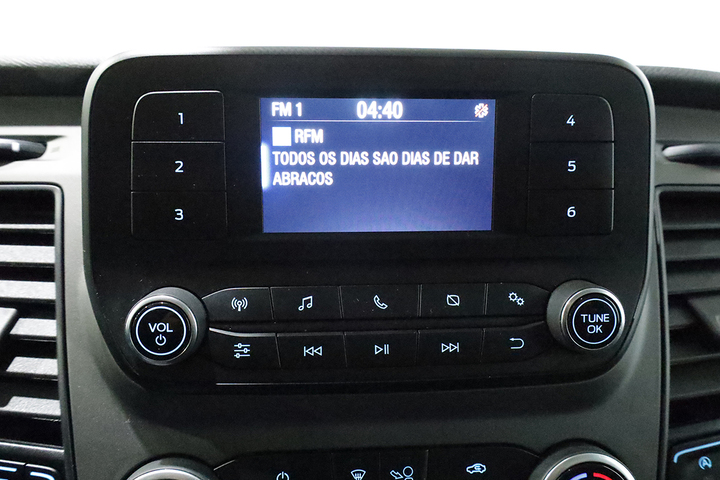 FM 1 04:40
RFM
TODOS OS DIAS SAO DIAS DE DAR
ABRACOS
1
2
3
4
5
6
VOL
TUNE
OK